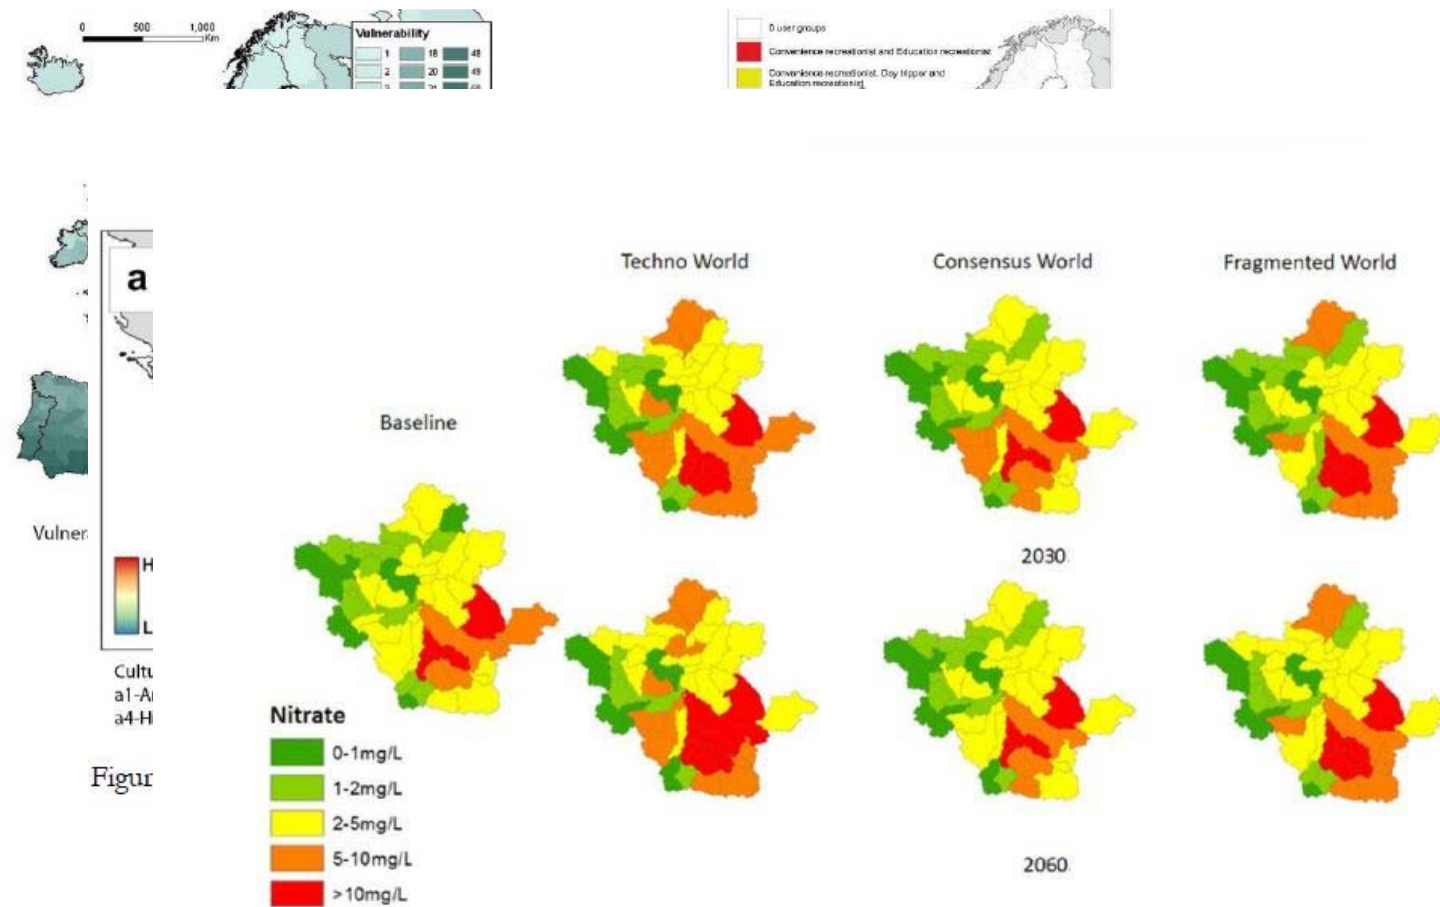 0 500 1,000
Km
Vulnerability
1 18 48
2 20 49
0 user groups
Convenience recreationist and Education recreationist
Convenience recreationist, Day tripper and
Education recreationist
a
Techno World
Consensus World
Fragmented World
Baseline
Vulner
2030
H
L
Cultu
a1-A
a4-H
Figur
Nitrate
0-1mg/L
1-2mg/L
2-5mg/L
5-10mg/L
>10mg/L
2060